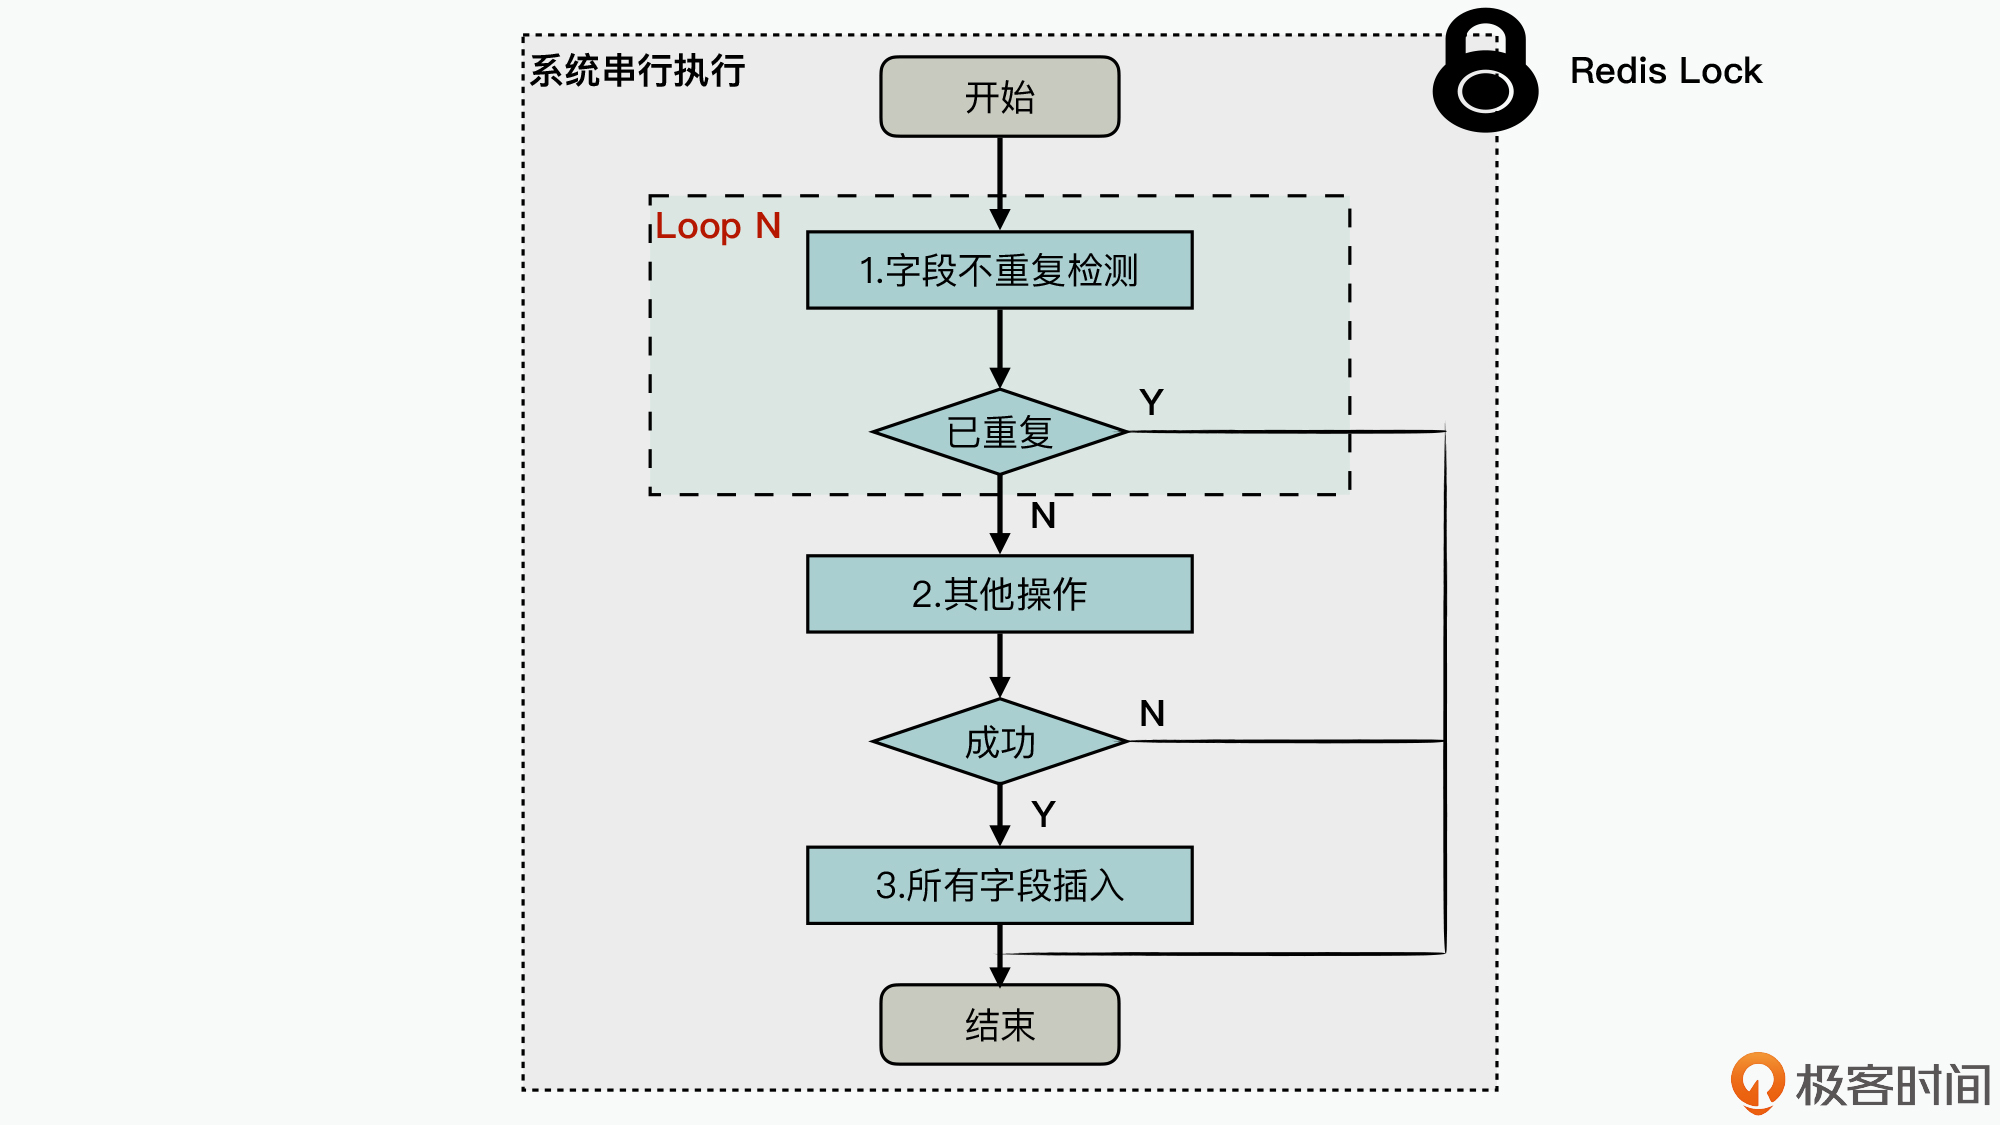 系统串行执行
Redis Lock
开始
Loop N
1.字段不重复检测
已重复
Y
N
2.其他操作
成功
N
Y
3.所有字段插入
结束
极客时间